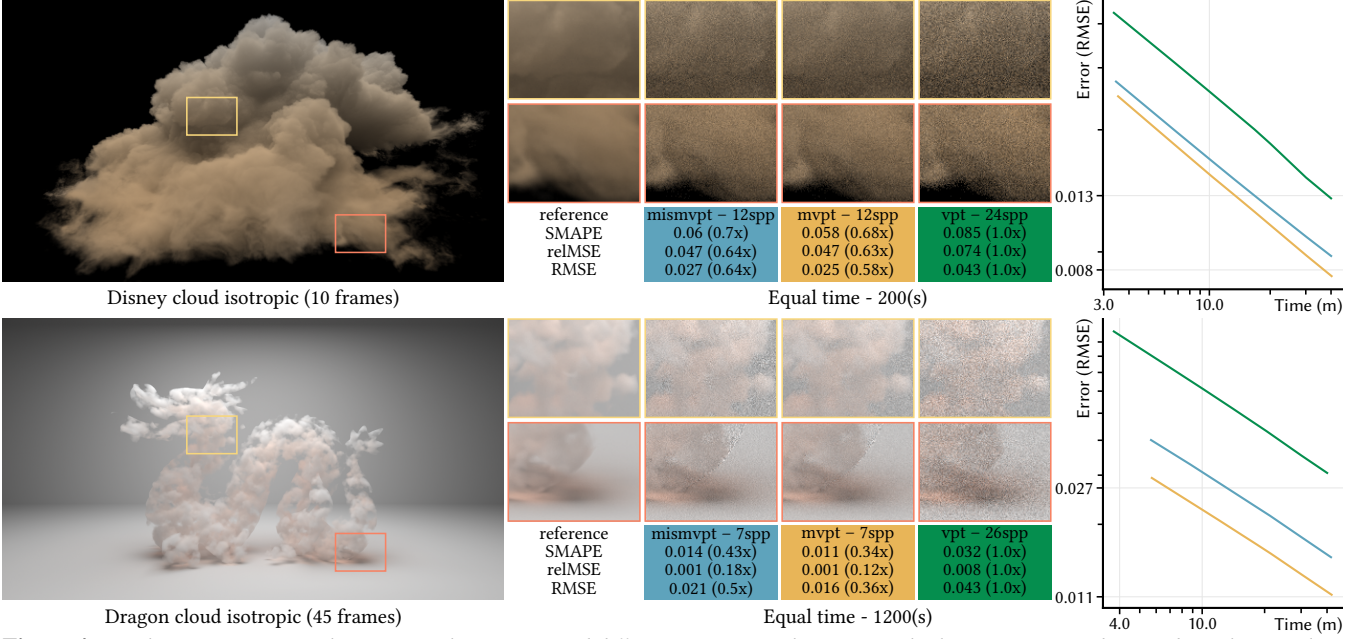 reference
SMAPE
relMSE
RMSE
mismvpt – 12spp
0.06 (0.7x)
0.047 (0.64x)
0.027 (0.64x)
mvpt – 12spp
0.058 (0.68x)
0.047 (0.63x)
0.025 (0.58x)
vpt – 24spp
0.085 (1.0x)
0.074 (1.0x)
0.043 (1.0x)
Disney cloud isotropic (10 frames)
Equal time - 200(s)
Error (RMSE)
0.013
0.008
3.0
10.0
Time (m)
reference
SMAPE
relMSE
RMSE
mismvpt – 7spp
0.014 (0.43x)
0.001 (0.18x)
0.021 (0.5x)
mvpt – 7spp
0.011 (0.34x)
0.001 (0.12x)
0.016 (0.36x)
vpt – 26spp
0.032 (1.0x)
0.008 (1.0x)
0.043 (1.0x)
Dragon cloud isotropic (45 frames)
Equal time - 1200(s)
Error (RMSE)
0.027
0.011
4.0
10.0
Time (m)